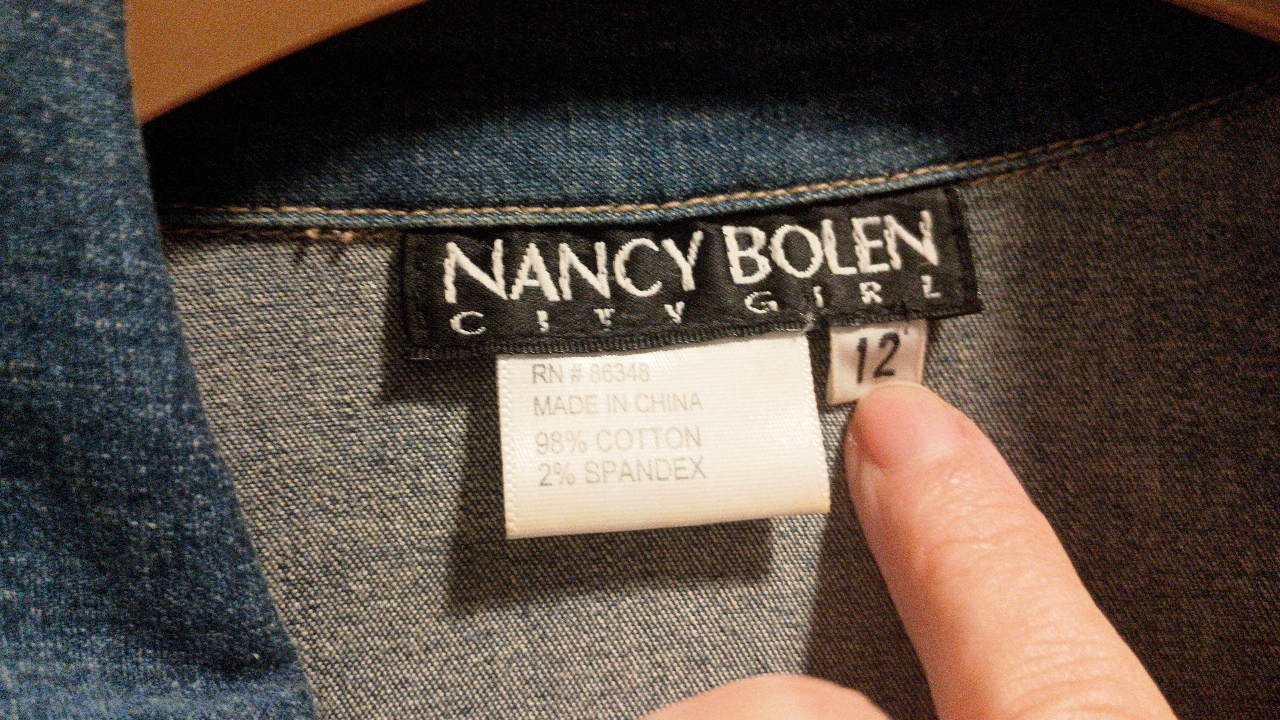 NANCY BOLEN
CITY GIRL
12
RN # 86348
MADE IN CHINA
98% COTTON
2% SPANDEX